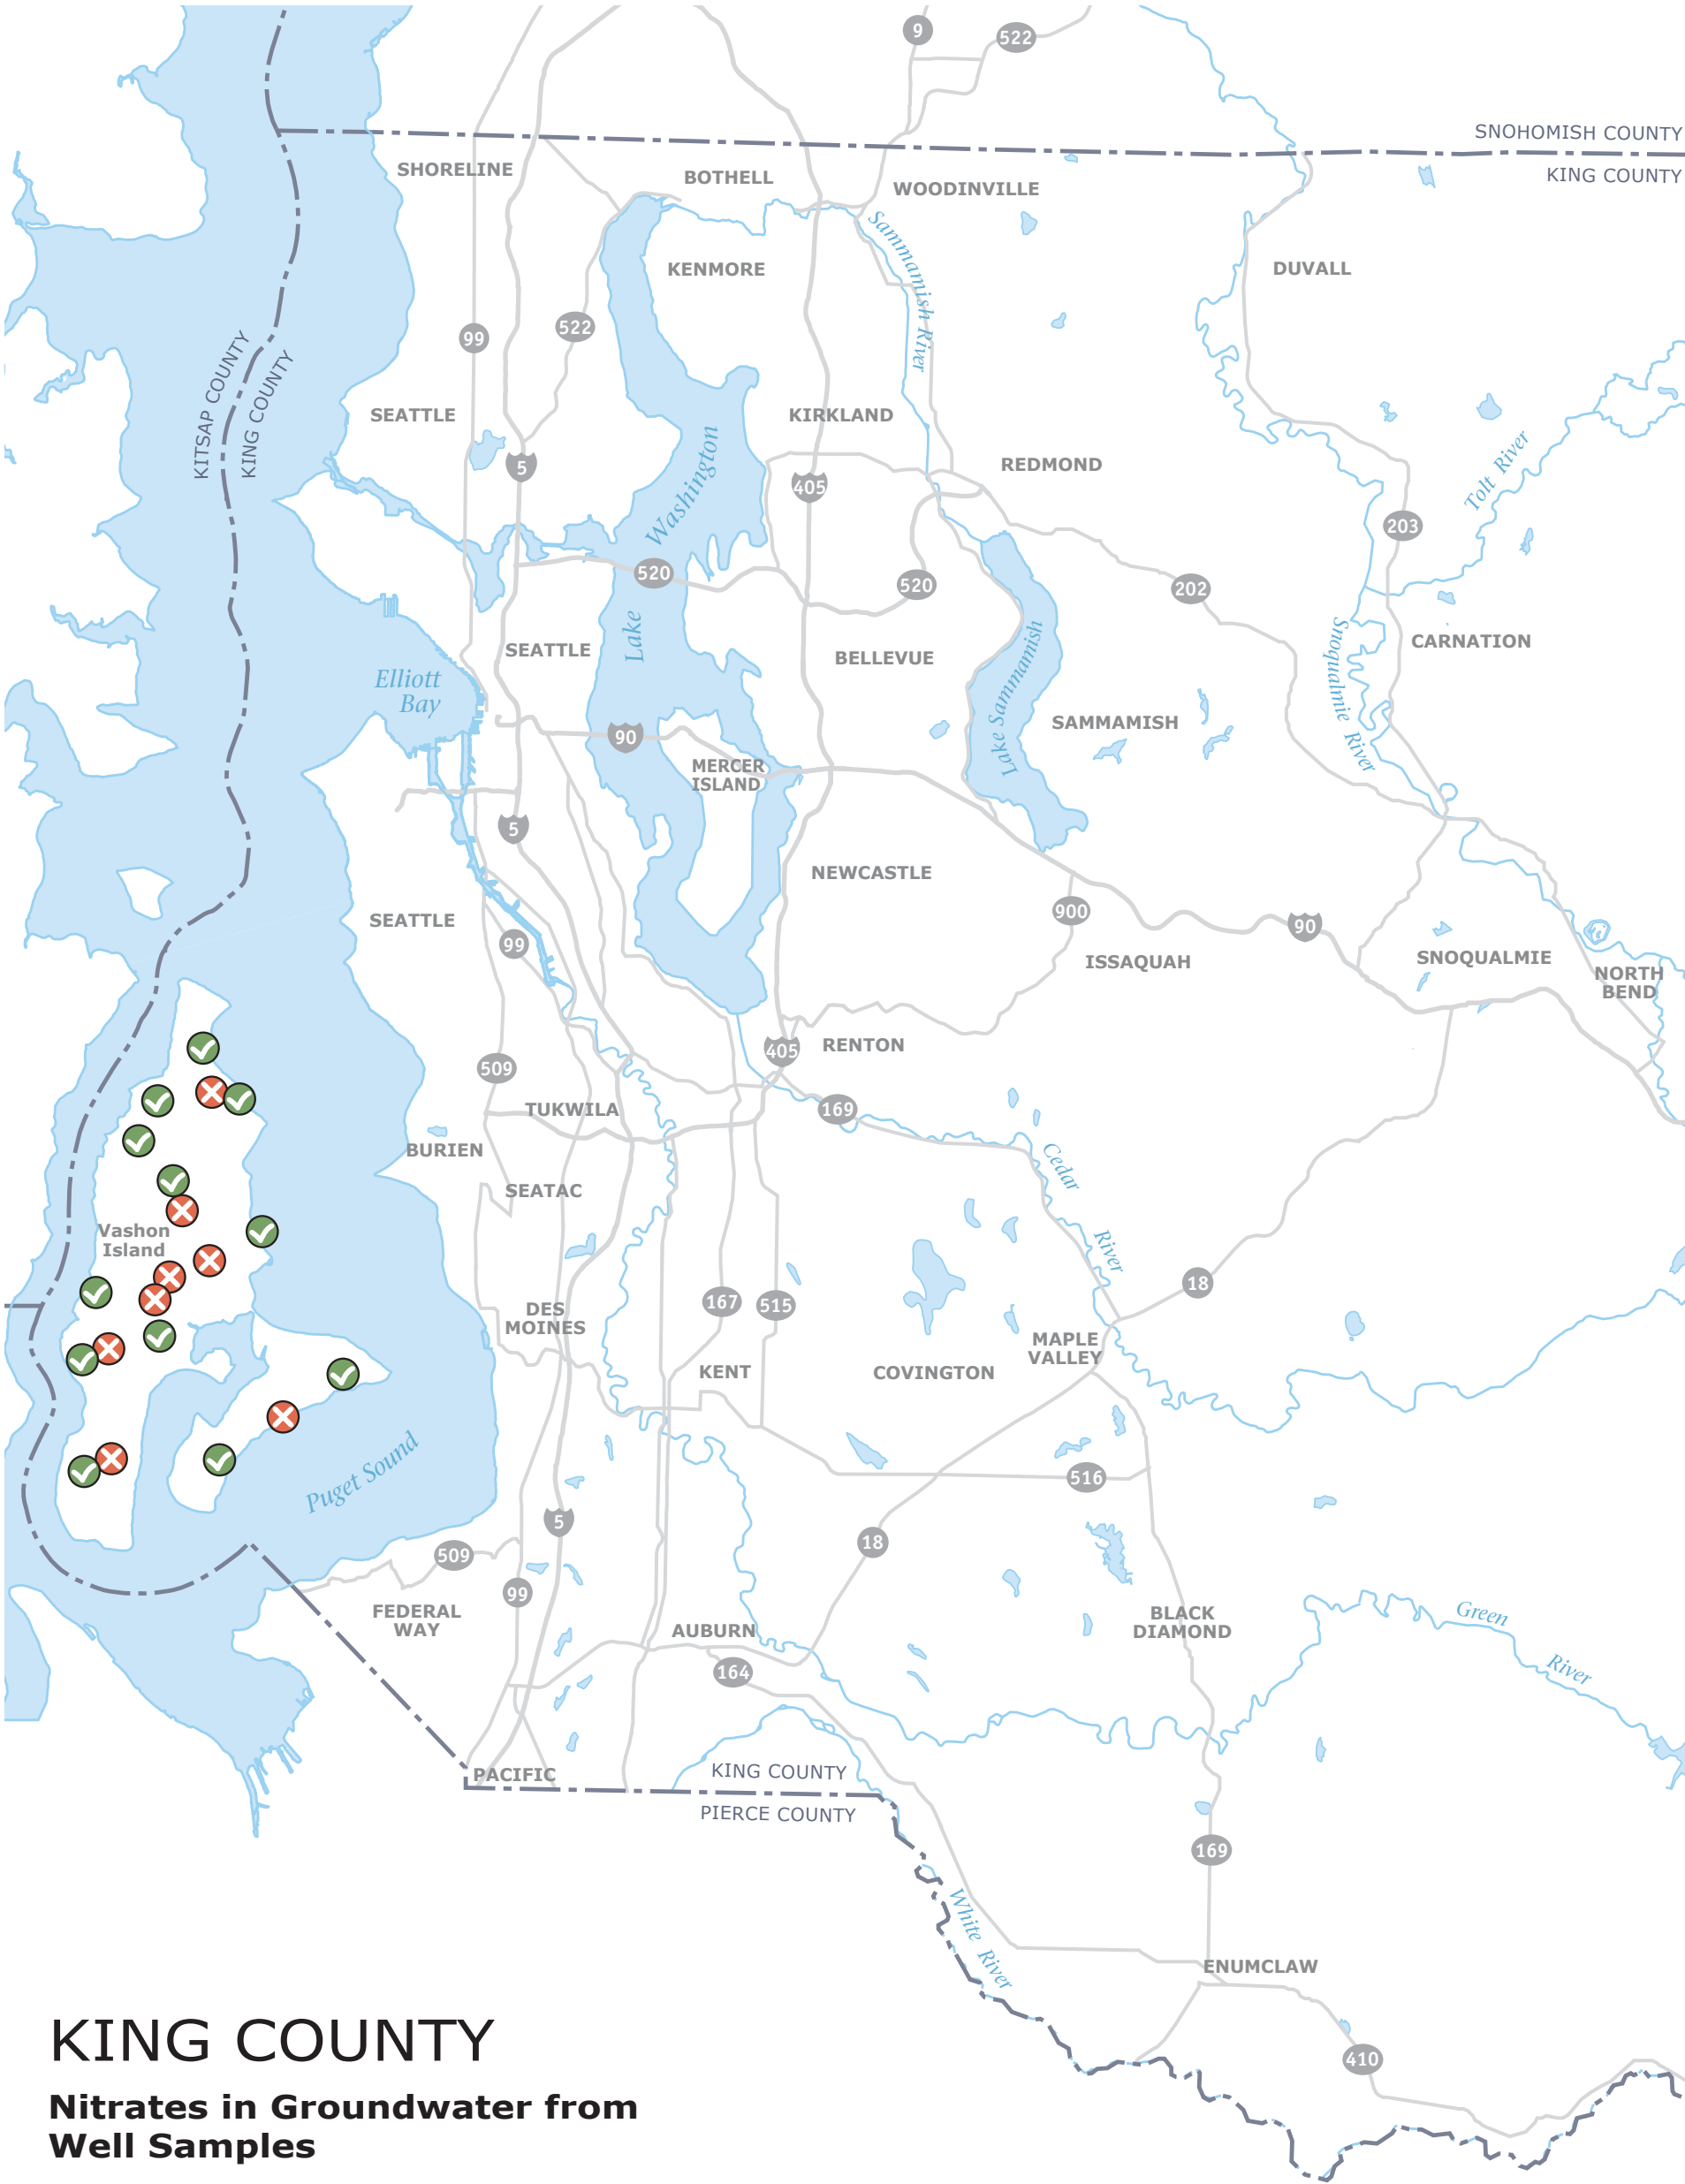 9
522
SNOHOMISH COUNTY
KING COUNTY
SHORELINE
BOTHELL
WOODINVILLE
Sammamish River
KENMORE
DUVALL
522
99
KITSAP COUNTY
KING COUNTY
SEATTLE
KIRKLAND
5
405
REDMOND
Tolt River
203
Lake Washington
520
520
202
SEATTLE
BELLEVUE
Snoqualmie River
CARNATION
Elliott
Bay
Lake Sammamish
SAMMAMISH
90
MERCER
ISLAND
5
NEWCASTLE
SEATTLE
99
900
90
ISSAQUAH
SNOQUALMIE
NORTH
BEND
405
RENTON
509
TUKWILA
169
BURIEN
Cedar River
SEATAC
Vashon
Island
18
DES
MOINES
167
515
MAPLE
VALLEY
KENT
COVINGTON
Puget Sound
516
5
18
509
99
FEDERAL
WAY
AUBURN
BLACK
DIAMOND
Green River
164
PACIFIC
KING COUNTY
PIERCE COUNTY
169
White River
ENUMCLAW
410
KING COUNTY
Nitrates in Groundwater from
Well Samples